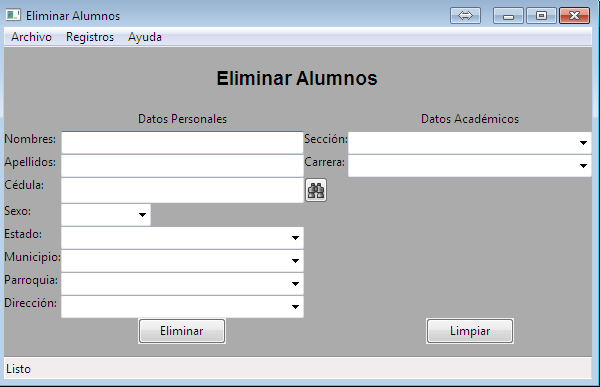 Eliminar Alumnos
Archivo Registros Ayuda
Eliminar Alumnos
Datos Personales Datos Académicos
Nombres: Sección:
Apellidos: Carrera:
Cédula:
Sexo:
Estado:
Municipio:
Parroquia:
Dirección:
Eliminar Limpiar
Listo